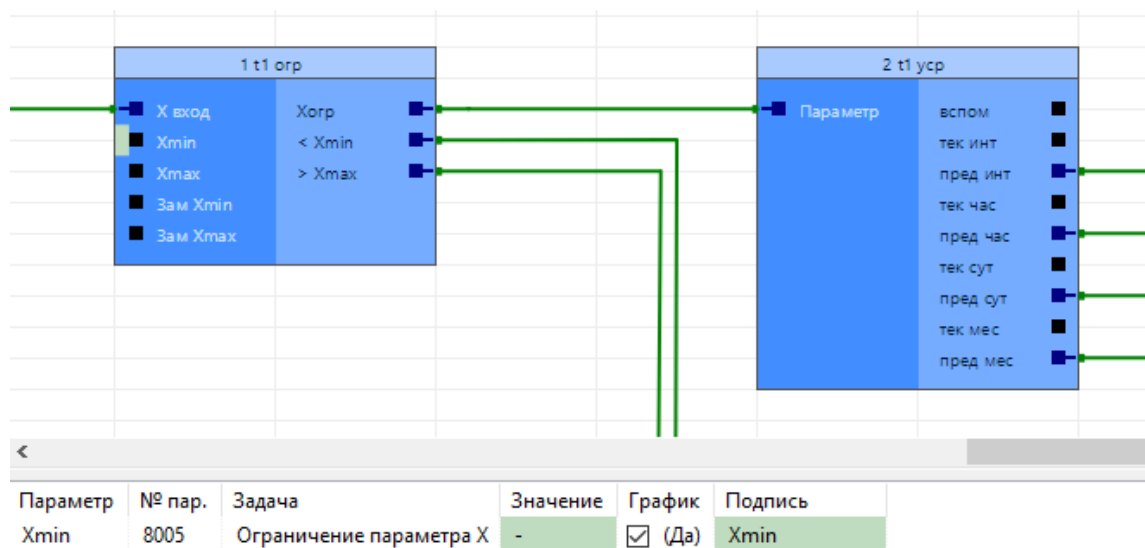 1 t1 огр
X вход
Xmin
Xmax
Зам Xmin
Зам Xmax
Xогр
< Xmin
> Xmax
2 t1 уср
Параметр
вспом
тек инт
пред инт
тек час
пред час
тек сут
пред сут
тек мес
пред мес
Параметр № пар. Задача Значение График Подпись
Xmin 8005 Ограничение параметра X - (Да) Xmin